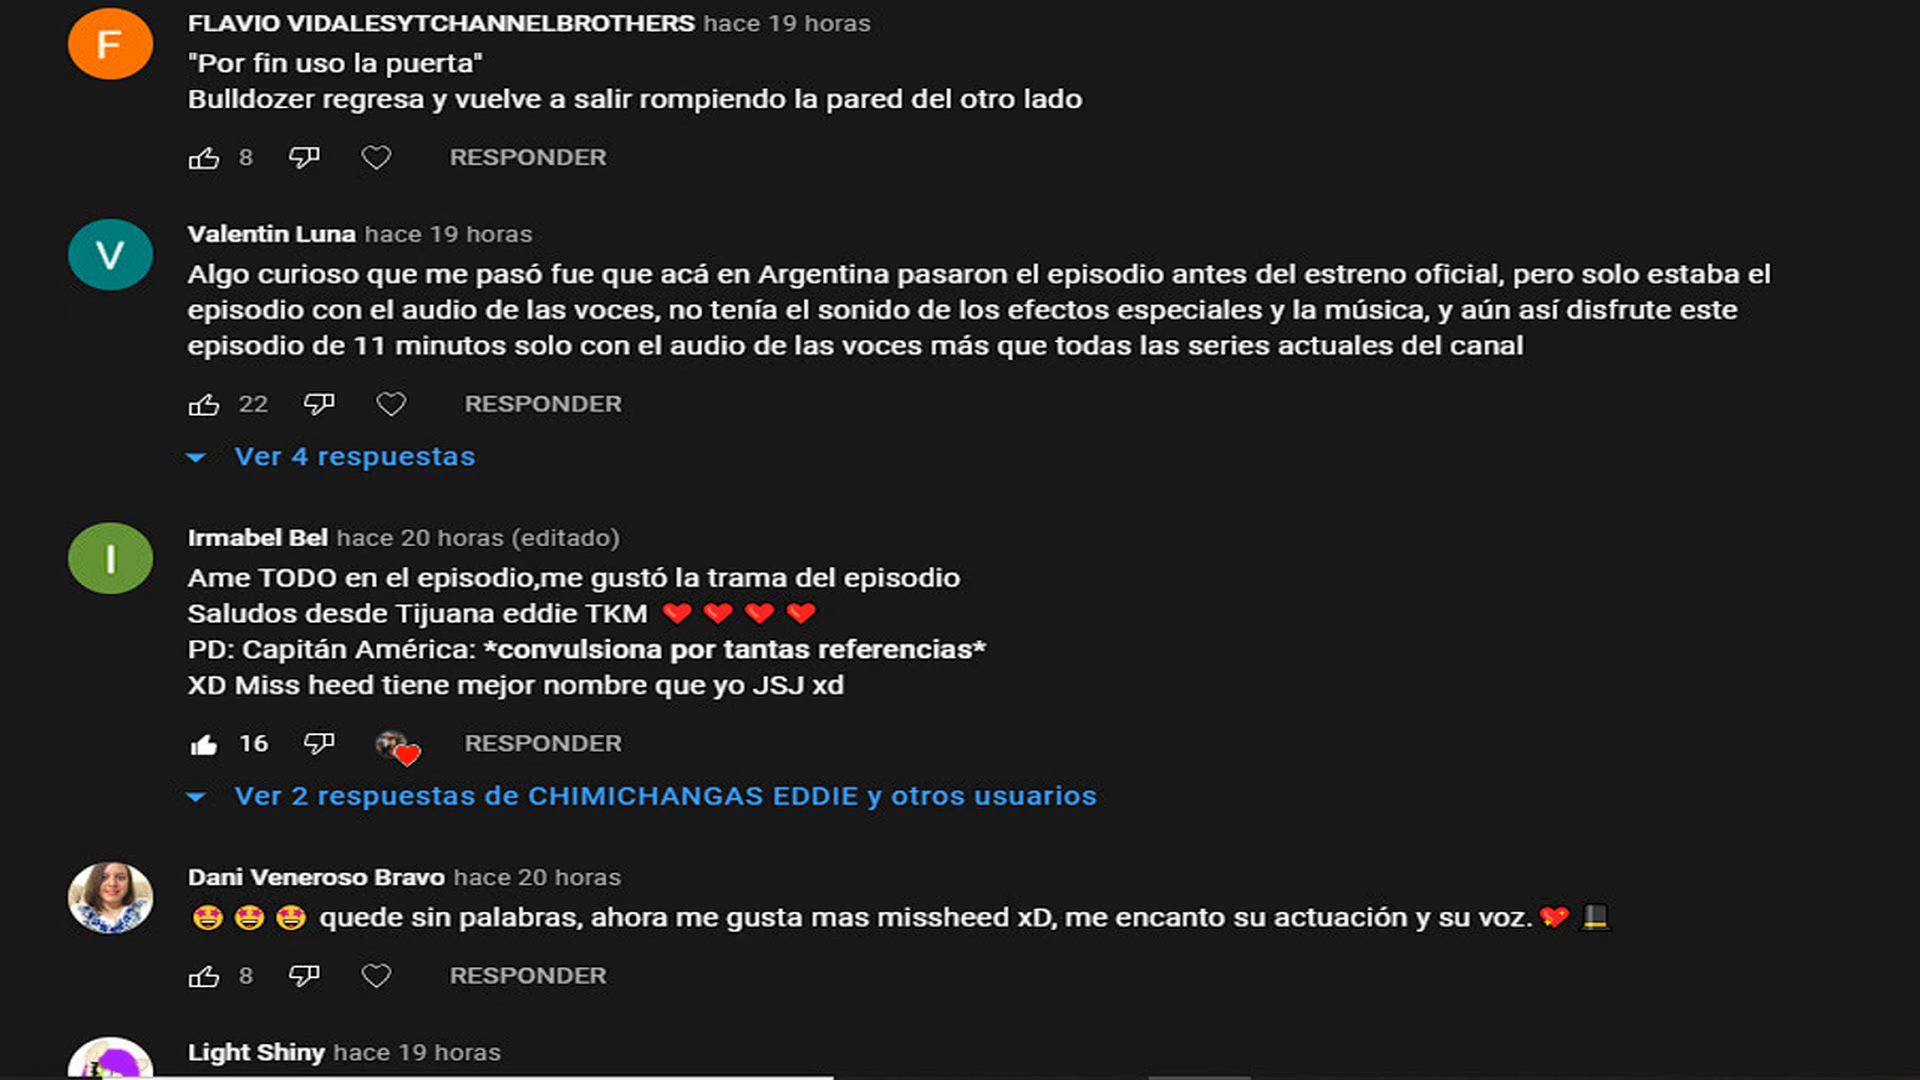 F
FLAVIO VIDALESYTCHANNELBROTHERS hace 19 horas
"Por fin uso la puerta"
Bulldozer regresa y vuelve a salir rompiendo la pared del otro lado
8 RESPONDER
V
Valentin Luna hace 19 horas
Algo curioso que me pasó fue que acá en Argentina pasaron el episodio antes del estreno oficial, pero solo estaba el
episodio con el audio de las voces, no tenía el sonido de los efectos especiales y la música, y aún así disfrute este
episodio de 11 minutos solo con el audio de las voces más que todas las series actuales del canal
22 RESPONDER
Ver 4 respuestas
I
Irmabel Bel hace 20 horas (editado)
Ame TODO en el episodio,me gustó la trama del episodio
Saludos desde Tijuana eddie TKM ❤️ ❤️ ❤️ ❤️
PD: Capitán América: *convulsiona por tantas referencias*
XD Miss heed tiene mejor nombre que yo JSJ xd
16 RESPONDER
Ver 2 respuestas de CHIMICHANGAS EDDIE y otros usuarios
Dani Veneroso Bravo hace 20 horas
🤩 🤩 🤩 quede sin palabras, ahora me gusta mas missheed xD, me encanto su actuación y su voz. 💖 🎩
8 RESPONDER
Light Shiny hace 19 horas